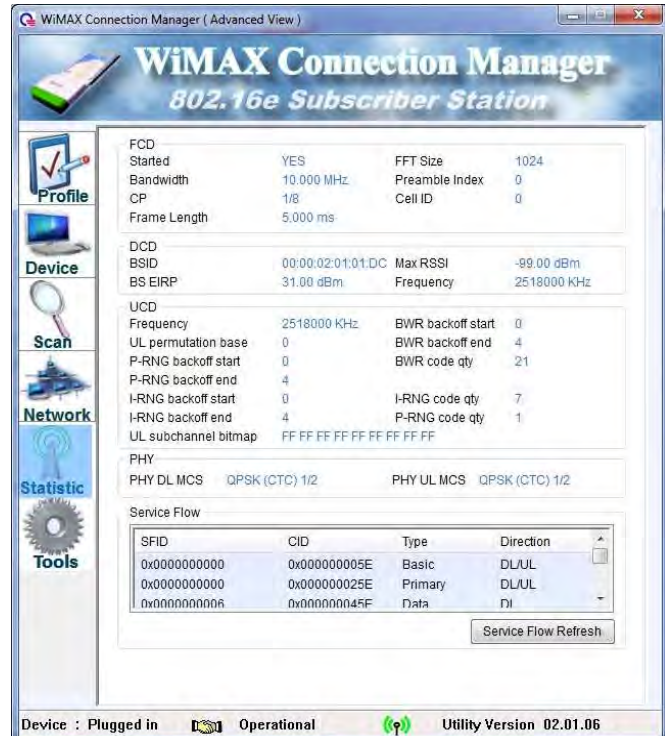 WiMAX Connection Manager ( Advanced View )
WiMAX Connection Manager
802.16e Subscriber Station
Profile
Device
Scan
Network
Statistic
Tools
FCD
Started YES FFT Size 1024
Bandwidth 10.000 MHz Preamble Index 0
CP 1/8 Cell ID 0
Frame Length 5.000 ms
DCD
BSID 00:00:02:01:01:DC Max RSSI -99.00 dBm
BS EIRP 31.00 dBm Frequency 2518000 KHz
UCD
Frequency 2518000 KHz BWR backoff start 0
UL permutation base 0 BWR backoff end 4
P-RNG backoff start 0 BWR code qty 21
P-RNG backoff end 4
I-RNG backoff start 0 I-RNG code qty 7
I-RNG backoff end 4 P-RNG code qty 1
UL subchannel bitmap FF FF FF FF FF FF FF FF FF
PHY
PHY DL MCS QPSK (CTC) 1/2 PHY UL MCS QPSK (CTC) 1/2
Service Flow
SFID CID Type Direction
0x0000000000 0x000000005E Basic DL/UL
0x0000000000 0x000000025E Primary DL/UL
0x0000000006 0x000000045E Data DL
Service Flow Refresh
Device : Plugged in Operational Utility Version 02.01.06